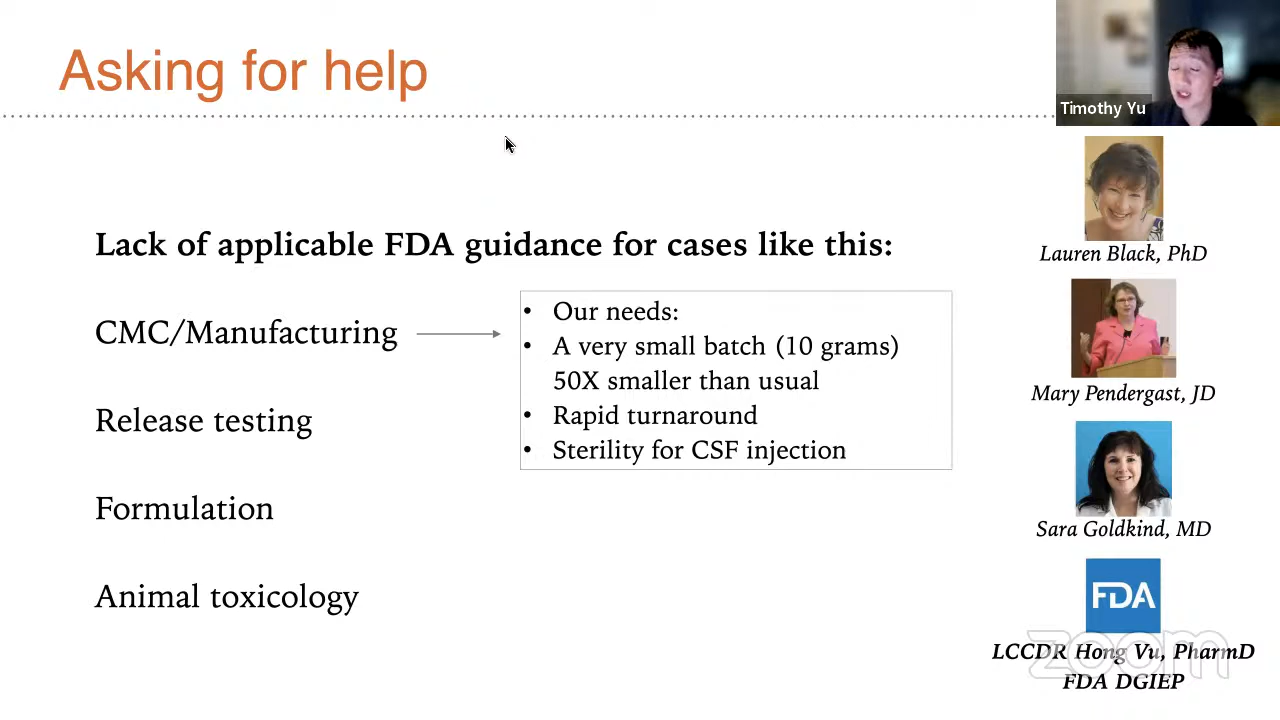 Asking for help
Timothy Yu
Lauren Black, PhD
Lack of applicable FDA guidance for cases like this:
CMC/Manufacturing
• Our needs:
• A very small batch (10 grams)
50X smaller than usual
• Rapid turnaround
• Sterility for CSF injection
Mary Pendergast, JD
Release testing
Formulation
Sara Goldkind, MD
Animal toxicology
FDA
LCCDR Hong Vu, PharmD
FDA DGIEP
zoom